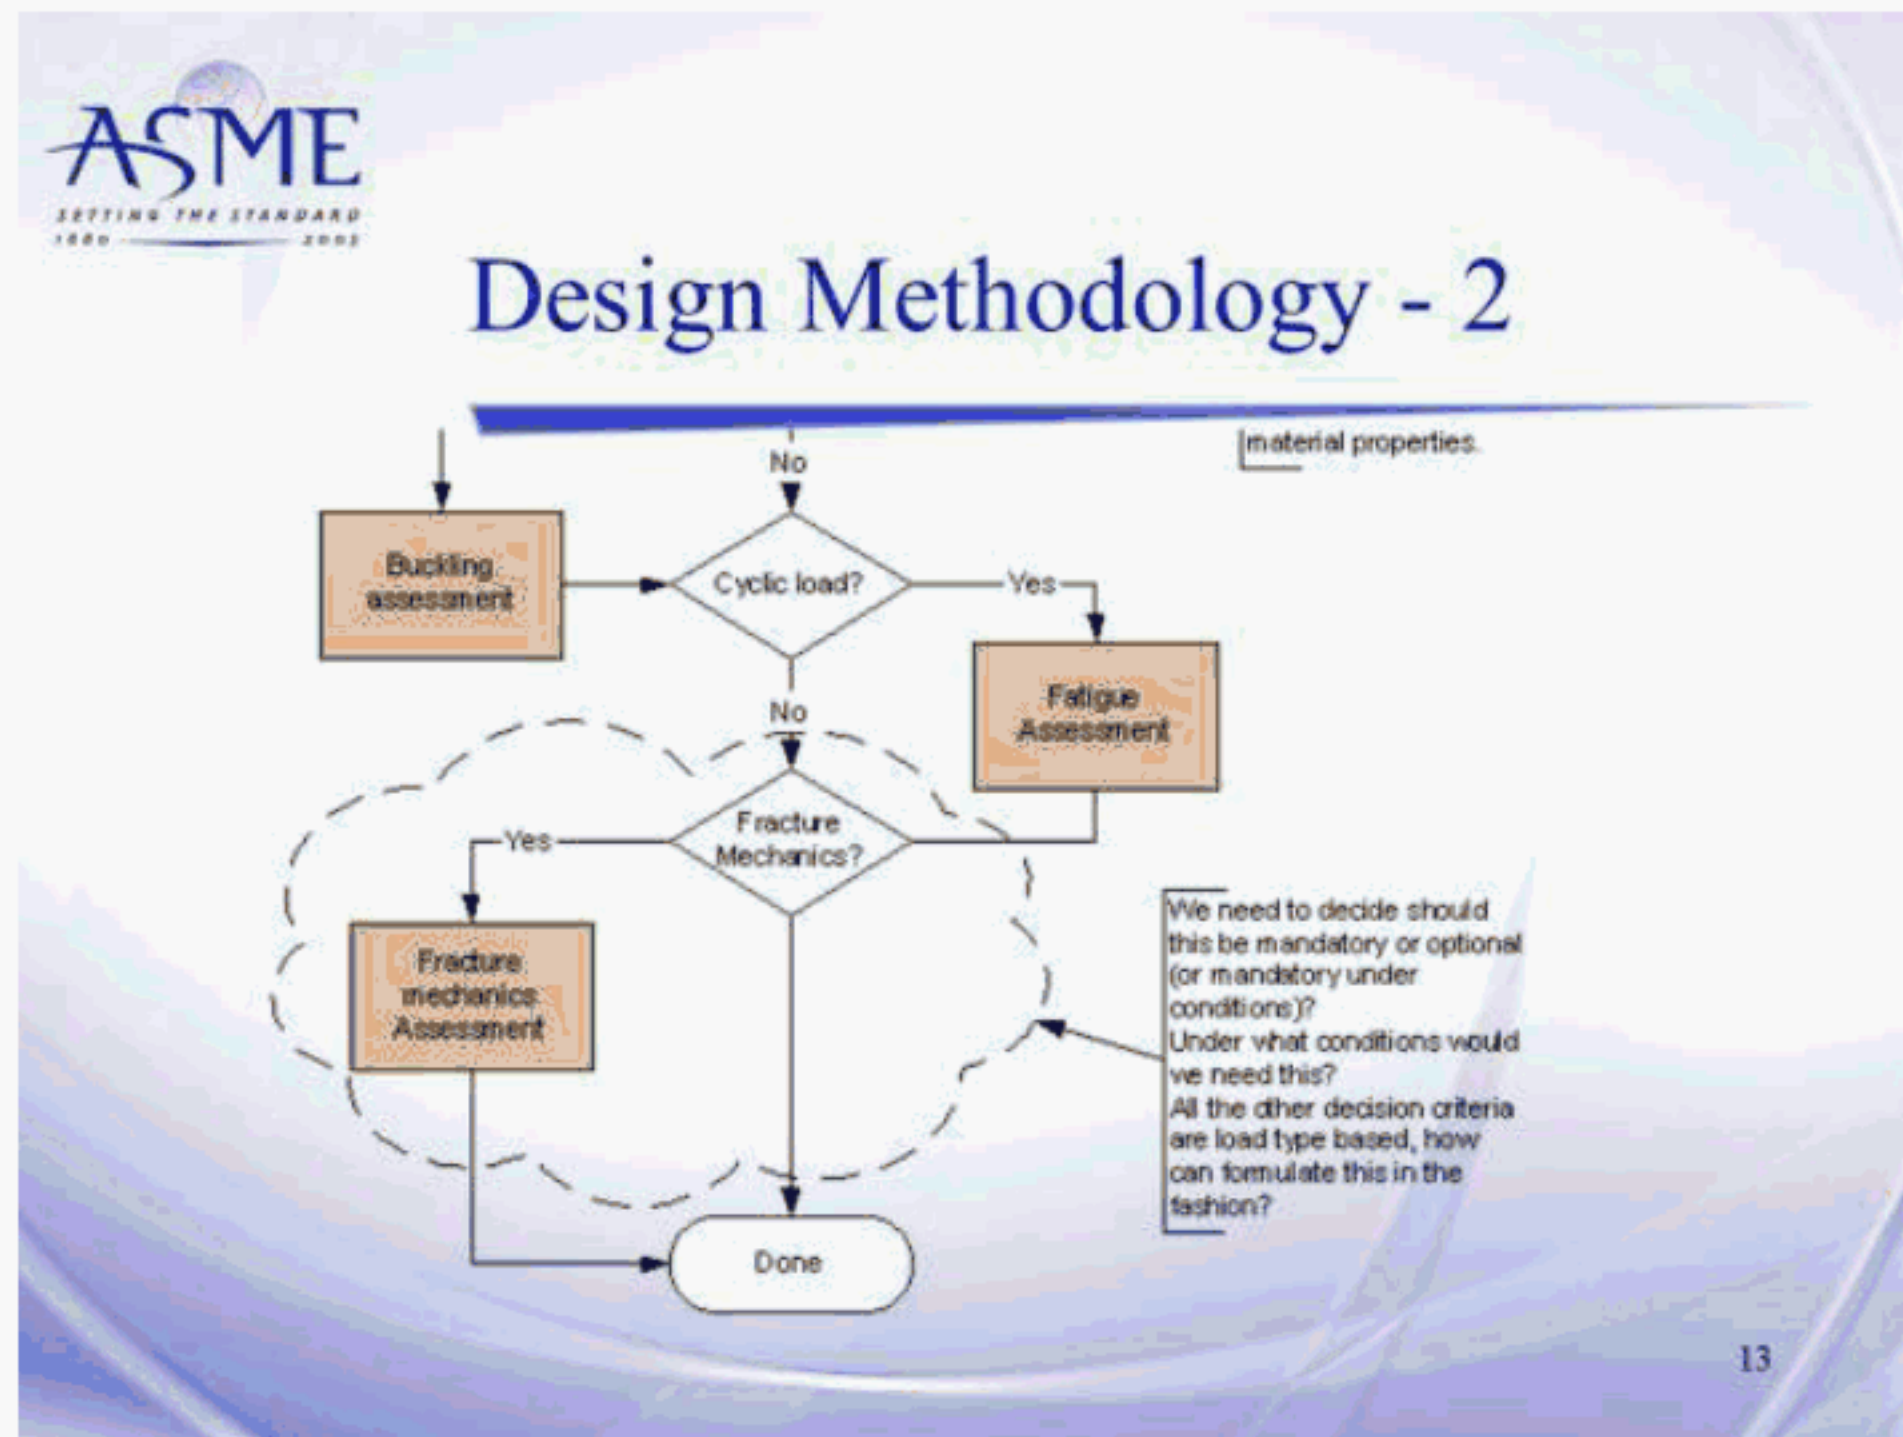 ASME
SETTING THE STANDARD
1880 2005
Design Methodology - 2
material properties.
No
Buckling
assessment
Cyclic load?
Yes
Fatigue
Assessment
No
Fracture
Mechanics?
Yes
Fracture
mechanics
Assessment
We need to decide should
this be mandatory or optional
(or mandatory under
conditions)?
Under what conditions would
we need this?
All the other decision criteria
are load type based, how
can formulate this in the
fashion?
Done
13